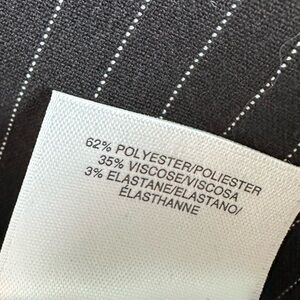 62% POLYESTER/POLIESTER
35% VISCOSE/VISCOSA
3% ELASTANE/ELASTANO/
ÉLASTHANNE